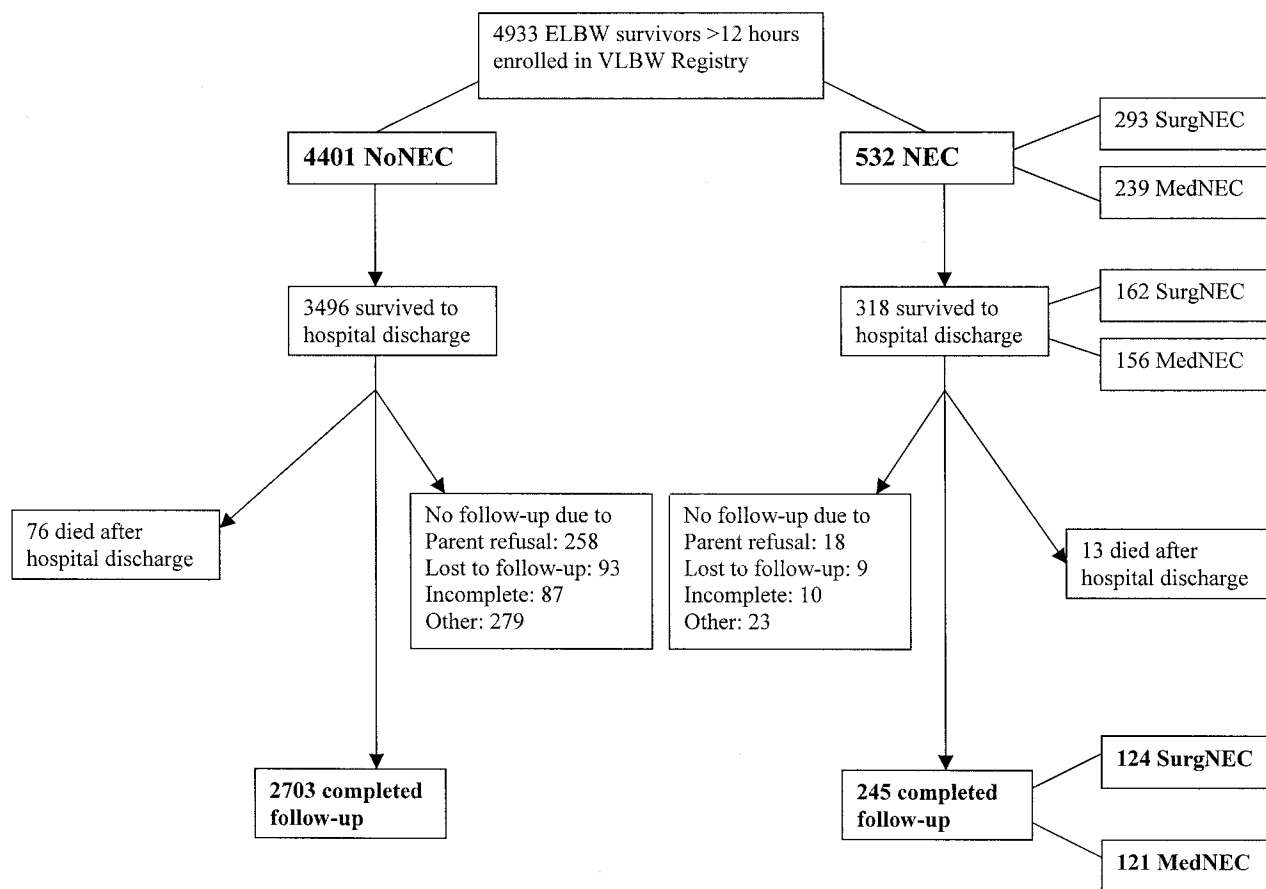 4933 ELBW survivors >12 hours
enrolled in VLBW Registry
293 SurgNEC
4401 NoNEC
532 NEC
239 MedNEC
3496 survived to
hospital discharge
318 survived to
hospital discharge
162 SurgNEC
156 MedNEC
76 died after
hospital discharge
No follow-up due to
Parent refusal: 258
Lost to follow-up: 93
Incomplete: 87
Other: 279
No follow-up due to
Parent refusal: 18
Lost to follow-up: 9
Incomplete: 10
Other: 23
13 died after
hospital discharge
2703 completed
follow-up
245 completed
follow-up
124 SurgNEC
121 MedNEC